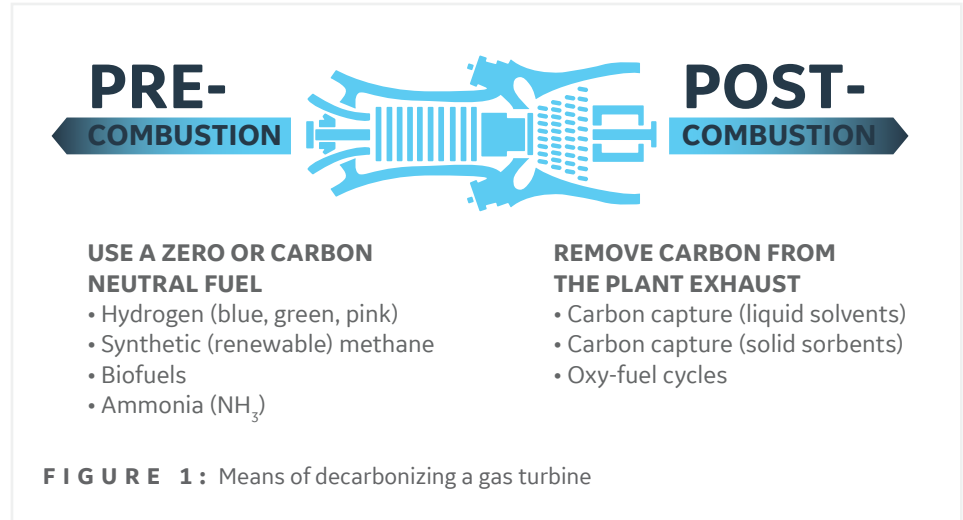 PRE-
COMBUSTION
POST-
COMBUSTION
USE A ZERO OR CARBON
NEUTRAL FUEL
• Hydrogen (blue, green, pink)
• Synthetic (renewable) methane
• Biofuels
• Ammonia (NH₃)
REMOVE CARBON FROM
THE PLANT EXHAUST
• Carbon capture (liquid solvents)
• Carbon capture (solid sorbents)
• Oxy-fuel cycles
FIGURE 1: Means of decarbonizing a gas turbine